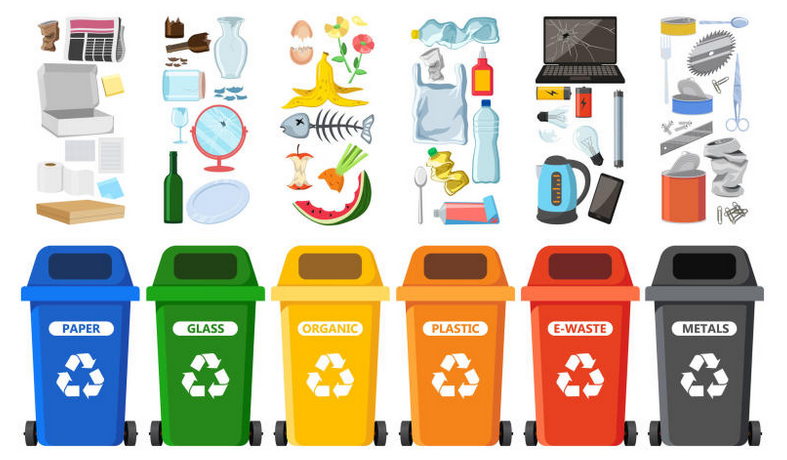 PAPER
GLASS
ORGANIC
PLASTIC
E-WASTE
METALS